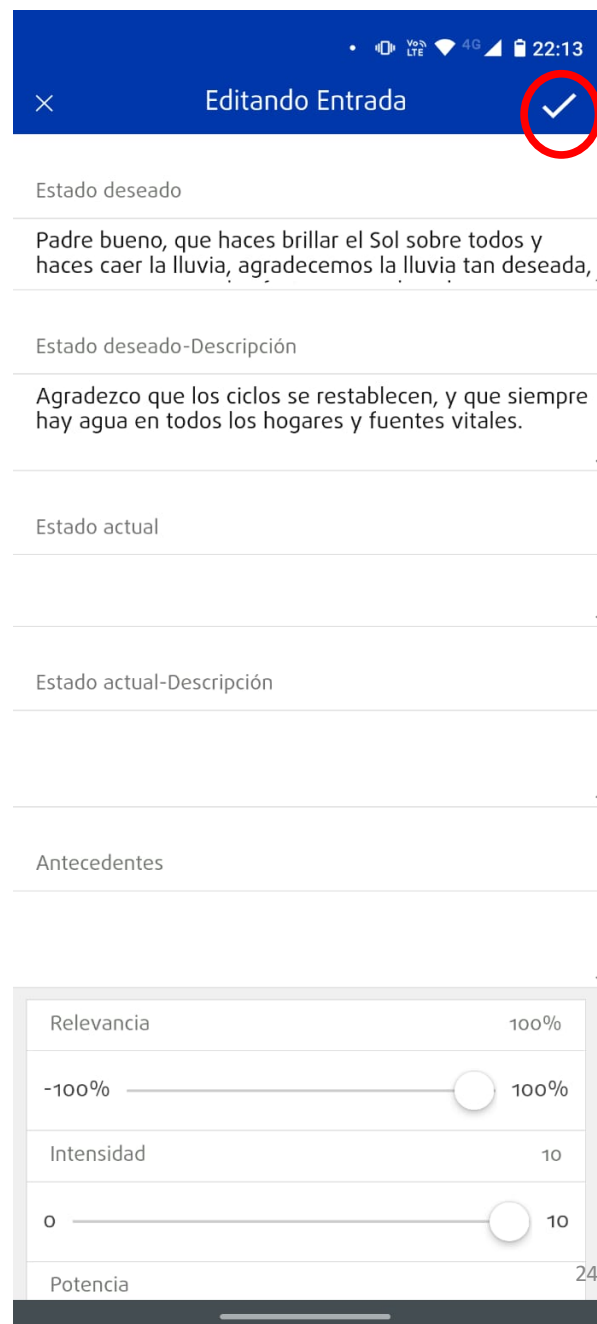 VoD LTE 4G 22:13
Editando Entrada
Estado deseado
Padre bueno, que haces brillar el Sol sobre todos y
haces caer la lluvia, agradecemos la lluvia tan deseada,
Estado deseado-Descripción
Agradezco que los ciclos se restablecen, y que siempre
hay agua en todos los hogares y fuentes vitales.
Estado actual
Estado actual-Descripción
Antecedentes
Relevancia 100%
-100% 100%
Intensidad 10
0 10
24
Potencia